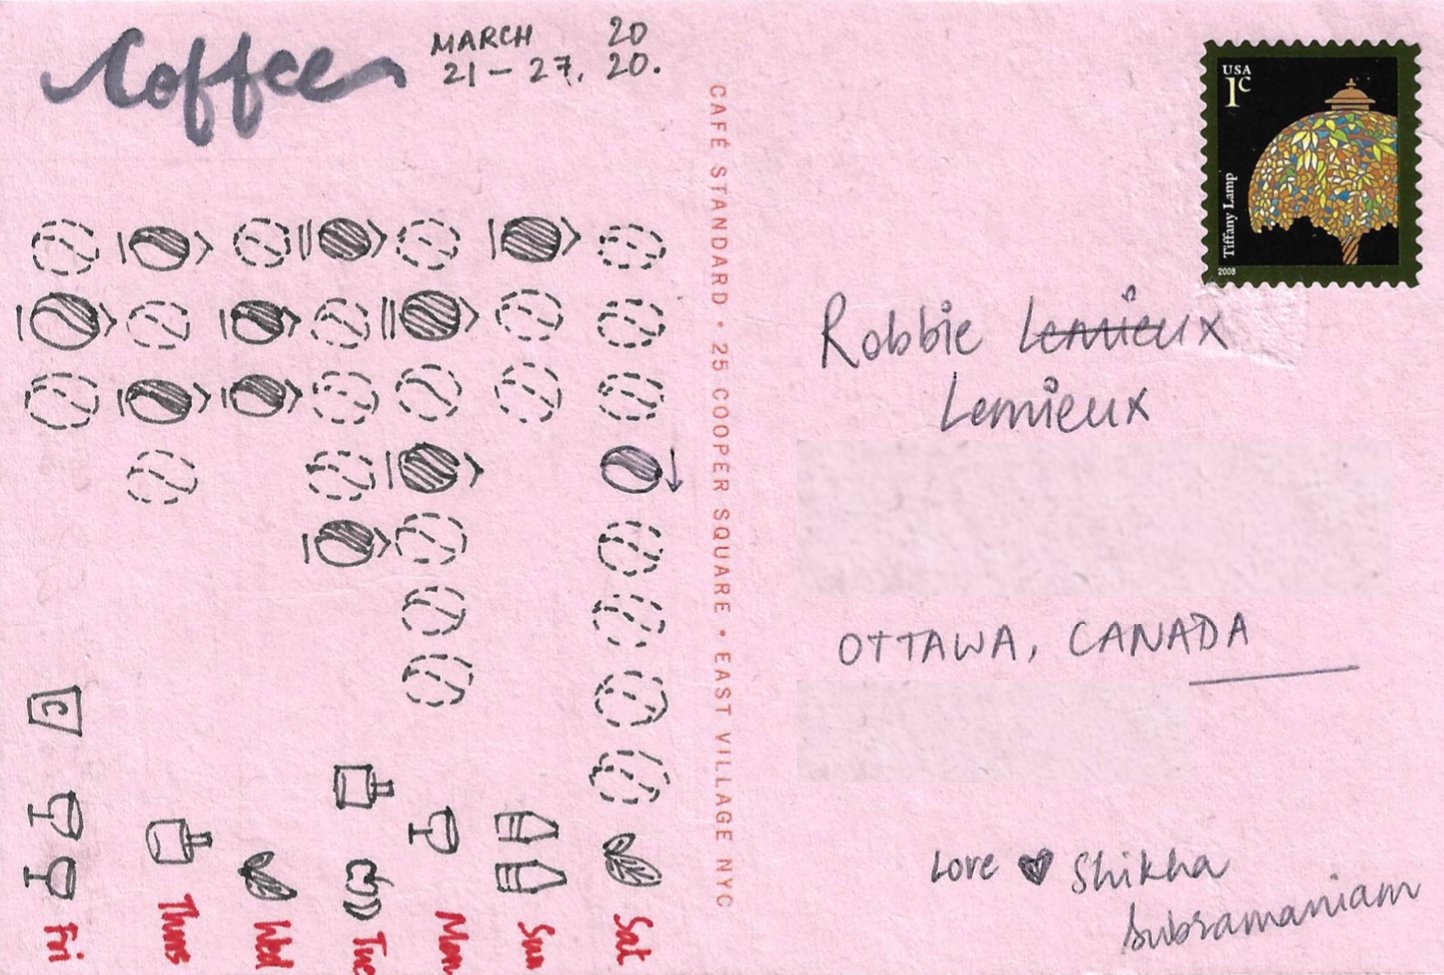 Coffee
MARCH 20
21 – 27, 20.
CAFÉ STANDARD • 25 COOPER SQUARE • EAST VILLAGE NYC
USA
1c
Tiffany Lamp
2008
Robbie Lemieux
Lemieux
OTTAWA, CANADA
Love ♥ Shikha
Subramaniam
C
Fri
Thurs
Wed
Tue
Mon
Sun
Sat